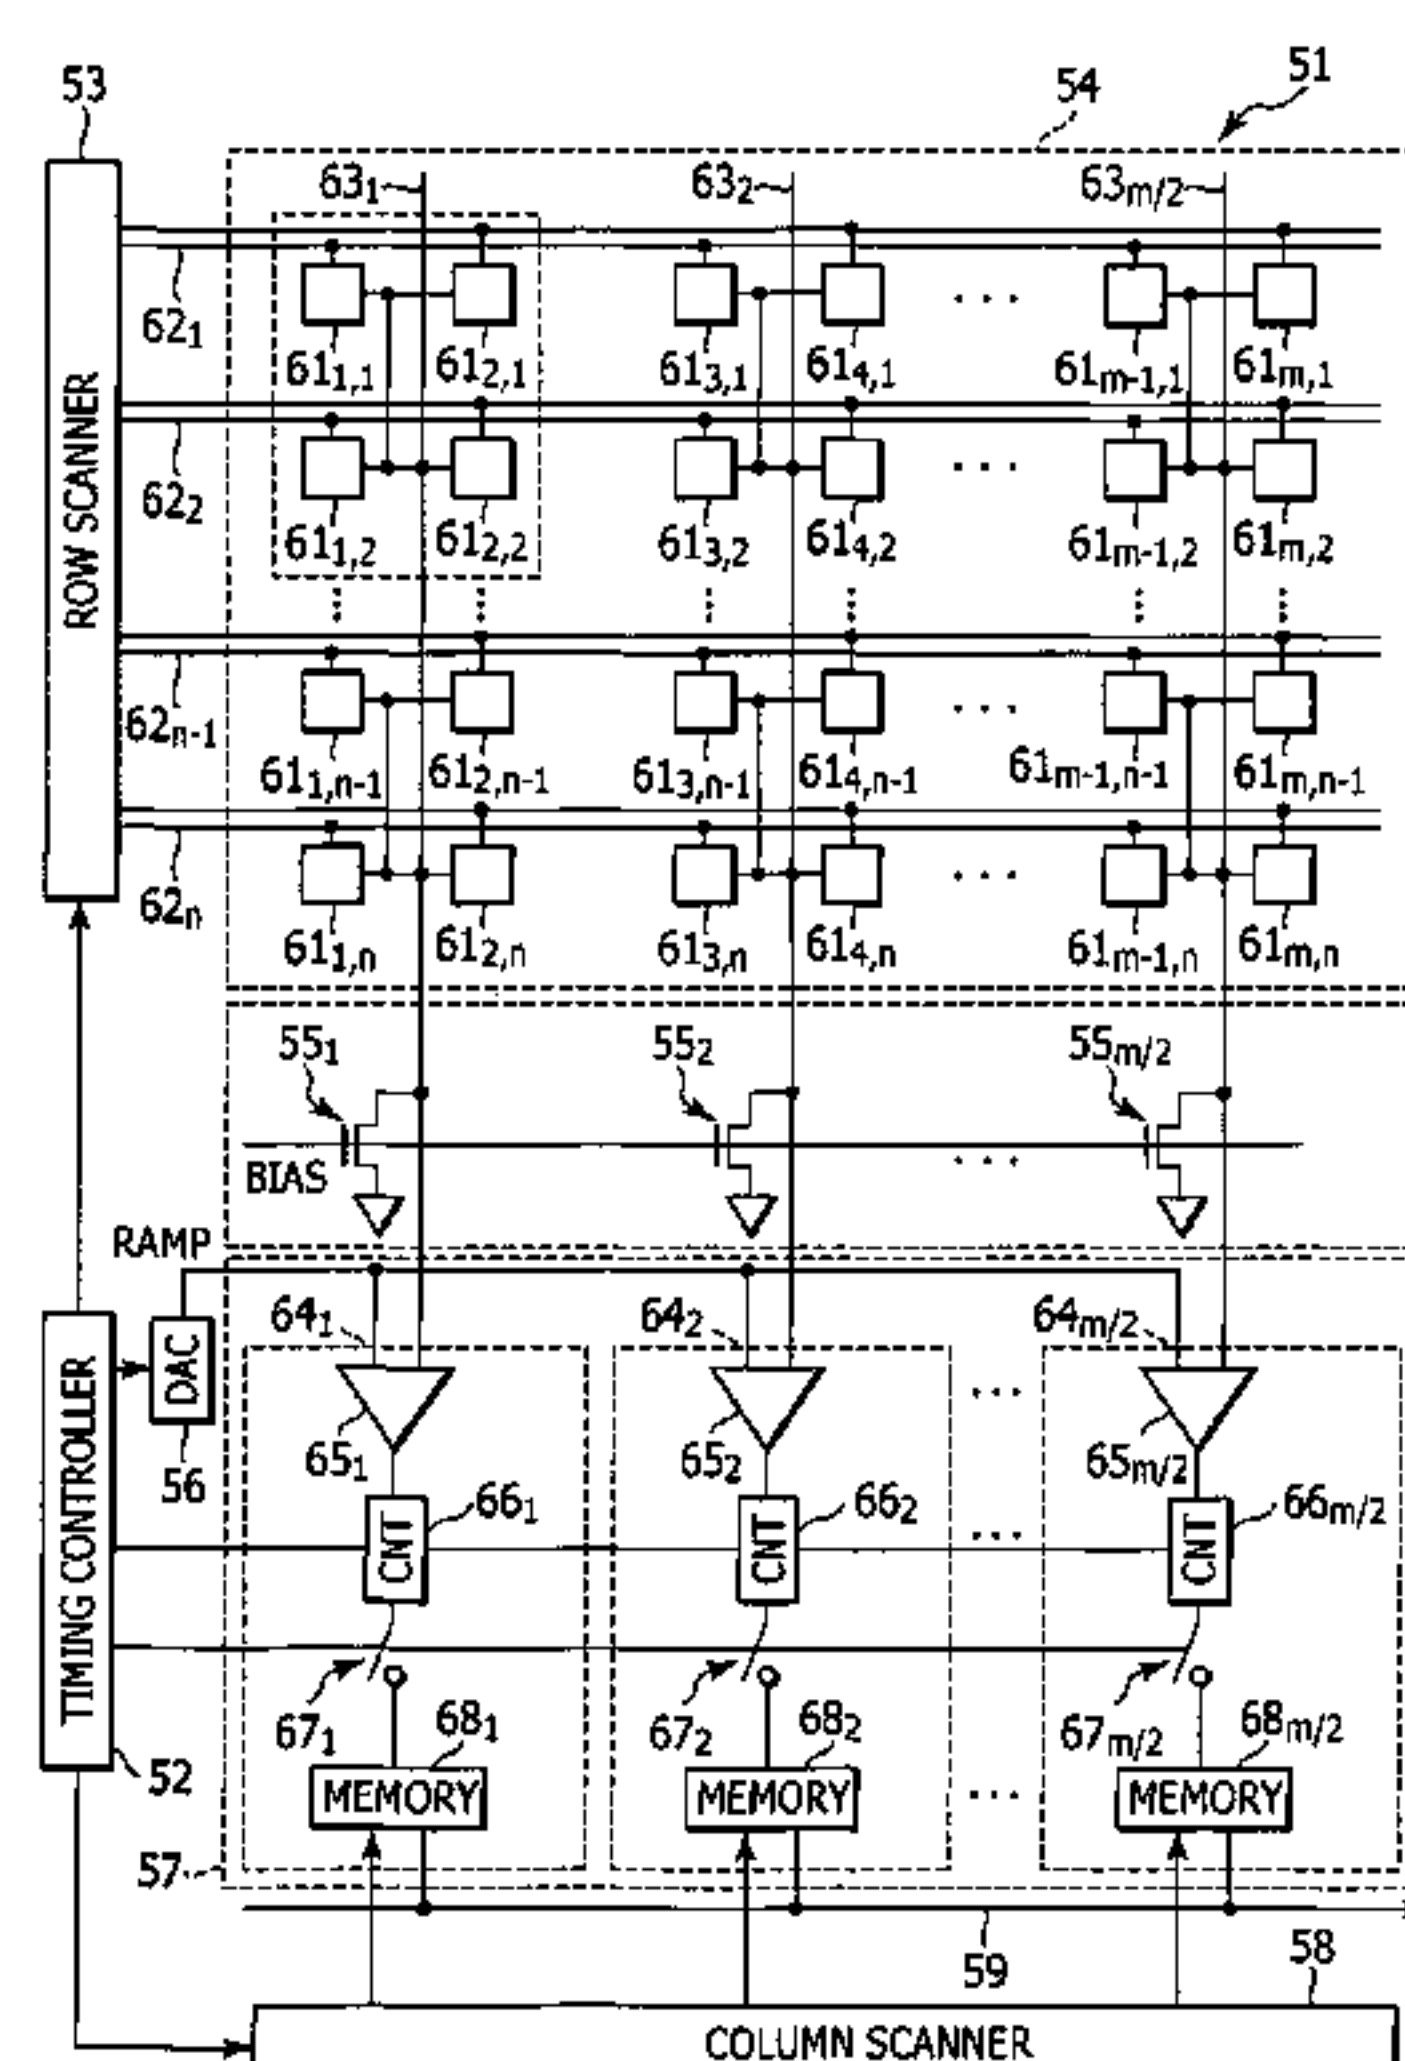 51
54
53
63₁
63₂
63m/2
62₁
61₁,₁
61₂,₁
61₃,₁
61₄,₁
61m-1,1
61m,1
ROW SCANNER
62₂
61₁,₂
61₂,₂
61₃,₂
61₄,₂
61m-1,2
61m,2
62n-1
61₁,n-1
61₂,n-1
61₃,n-1
61₄,n-1
61m-1,n-1
61m,n-1
62n
61₁,n
61₂,n
61₃,n
61₄,n
61m-1,n
61m,n
55₁
55₂
55m/2
BIAS
RAMP
64₁
64₂
64m/2
DAC
56
65₁
65₂
65m/2
TIMING CONTROLLER
66₁
66₂
66m/2
CNT
CNT
CNT
67₁
67₂
67m/2
68₁
68₂
68m/2
52
MEMORY
MEMORY
MEMORY
57
59
58
COLUMN SCANNER